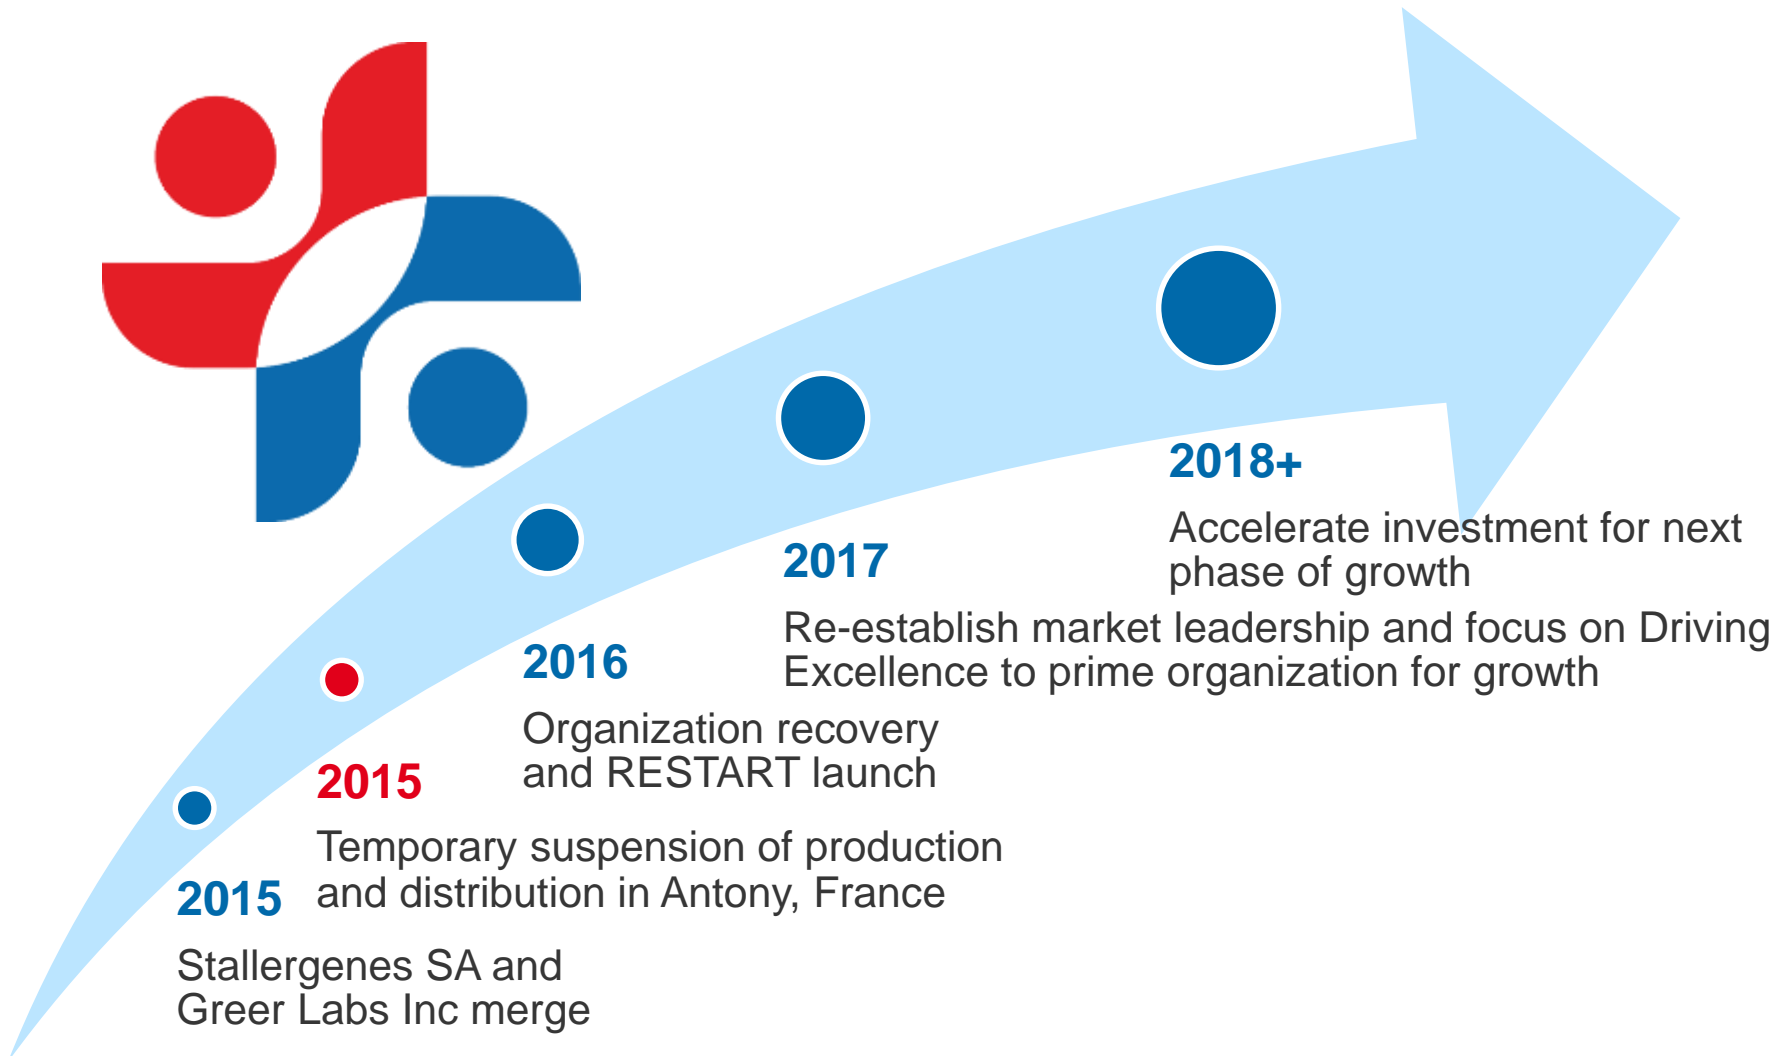 2015
Stallergenes SA and
Greer Labs Inc merge
2015
Temporary suspension of production
and distribution in Antony, France
2016
Organization recovery
and RESTART launch
2017
Re-establish market leadership and focus on Driving
Excellence to prime organization for growth
2018+
Accelerate investment for next
phase of growth